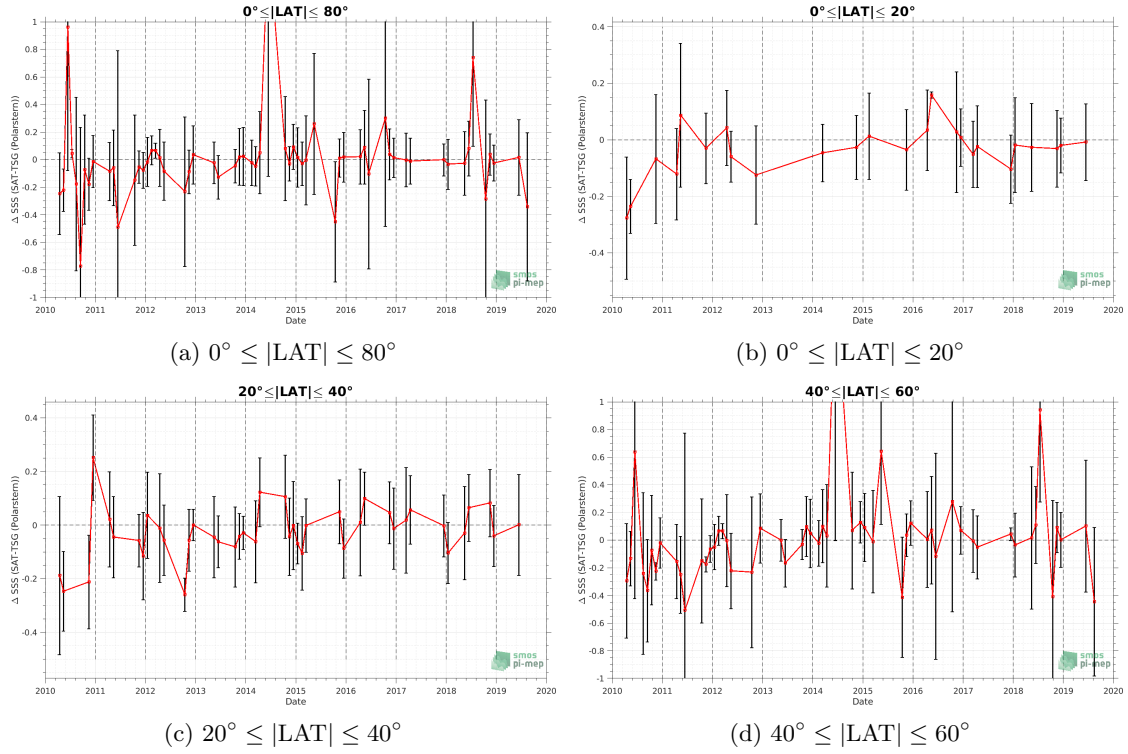 0°≤|LAT|≤ 80°
Δ SSS (SAT-TSG (Polarstern))
1
0.8
0.6
0.4
0.2
0
-0.2
-0.4
-0.6
-0.8
-1
2010 2011 2012 2013 2014 2015 2016 2017 2018 2019 2020
Date
smos
pi-mep
(a) 0° ≤ |LAT| ≤ 80°
0°≤|LAT|≤ 20°
Δ SSS (SAT-TSG (Polarstern))
0.4
0.2
0
-0.2
-0.4
2010 2011 2012 2013 2014 2015 2016 2017 2018 2019 2020
Date
smos
pi-mep
(b) 0° ≤ |LAT| ≤ 20°
20°≤|LAT|≤ 40°
Δ SSS (SAT-TSG (Polarstern))
0.4
0.2
0
-0.2
-0.4
2010 2011 2012 2013 2014 2015 2016 2017 2018 2019 2020
Date
smos
pi-mep
(c) 20° ≤ |LAT| ≤ 40°
40°≤|LAT|≤ 60°
Δ SSS (SAT-TSG (Polarstern))
1
0.8
0.6
0.4
0.2
0
-0.2
-0.4
-0.6
-0.8
-1
2010 2011 2012 2013 2014 2015 2016 2017 2018 2019 2020
Date
smos
pi-mep
(d) 40° ≤ |LAT| ≤ 60°